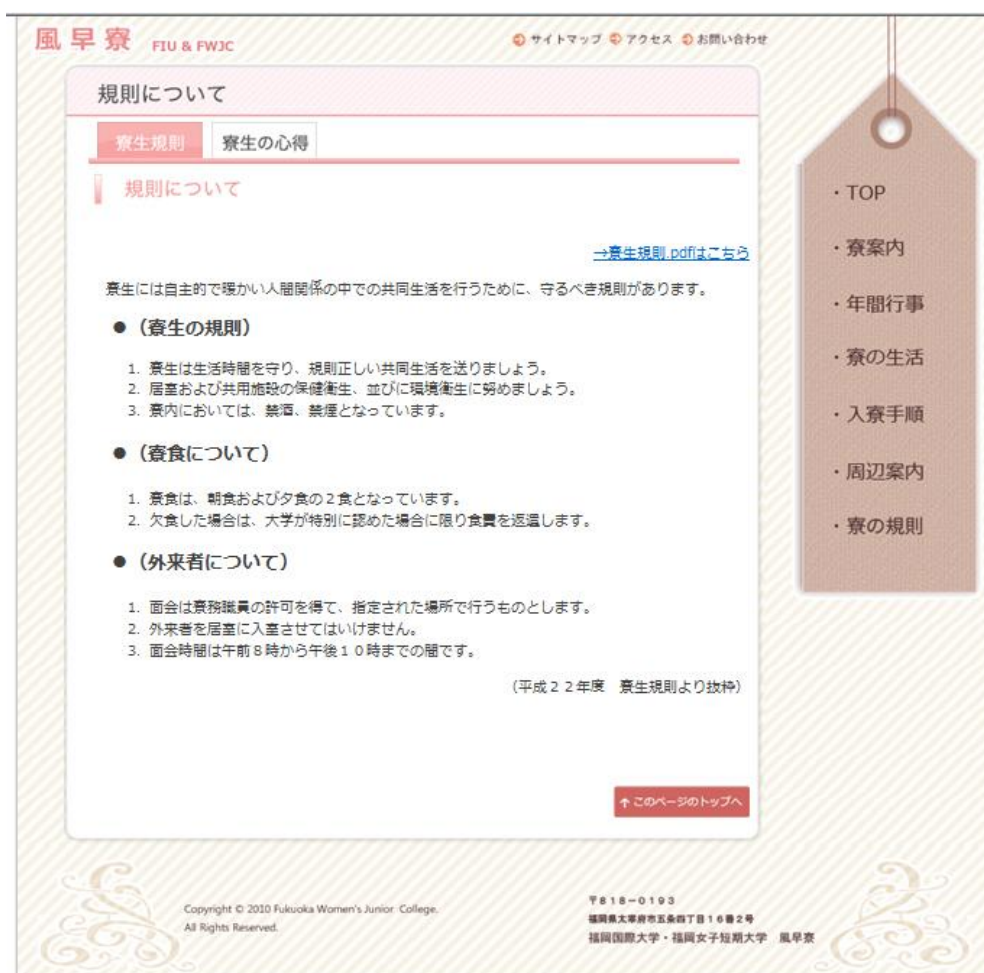 風早寮 FIU & FWJC
サイトマップ アクセス お問い合わせ
規則について
寮生規則 寮生の心得
規則について
→寮生規則.pdfはこちら
寮生には自主的で暖かい人間関係の中での共同生活を行うために、守るべき規則があります。
● (寮生の規則)
1. 寮生は生活時間を守り、規則正しい共同生活を送りましょう。
2. 居室および共用施設の保健衛生、並びに環境衛生に努めましょう。
3. 寮内においては、禁酒、禁煙となっています。
● (寮食について)
1. 寮食は、朝食および夕食の2食となっています。
2. 欠食した場合は、大学が特別に認めた場合に限り食費を返還します。
● (外来者について)
1. 面会は寮務職員の許可を得て、指定された場所で行うものとします。
2. 外来者を居室に入室させてはいけません。
3. 面会時間は午前8時から午後10時までの間です。
(平成22年度 寮生規則より抜粋)
↑このページのトップへ
・TOP
・寮案内
・年間行事
・寮の生活
・入寮手順
・周辺案内
・寮の規則
Copyright © 2010 Fukuoka Women's Junior College.
All Rights Reserved.
〒818-0193
福岡県太宰府市五条四丁目16番2号
福岡国際大学・福岡女子短期大学 風早寮